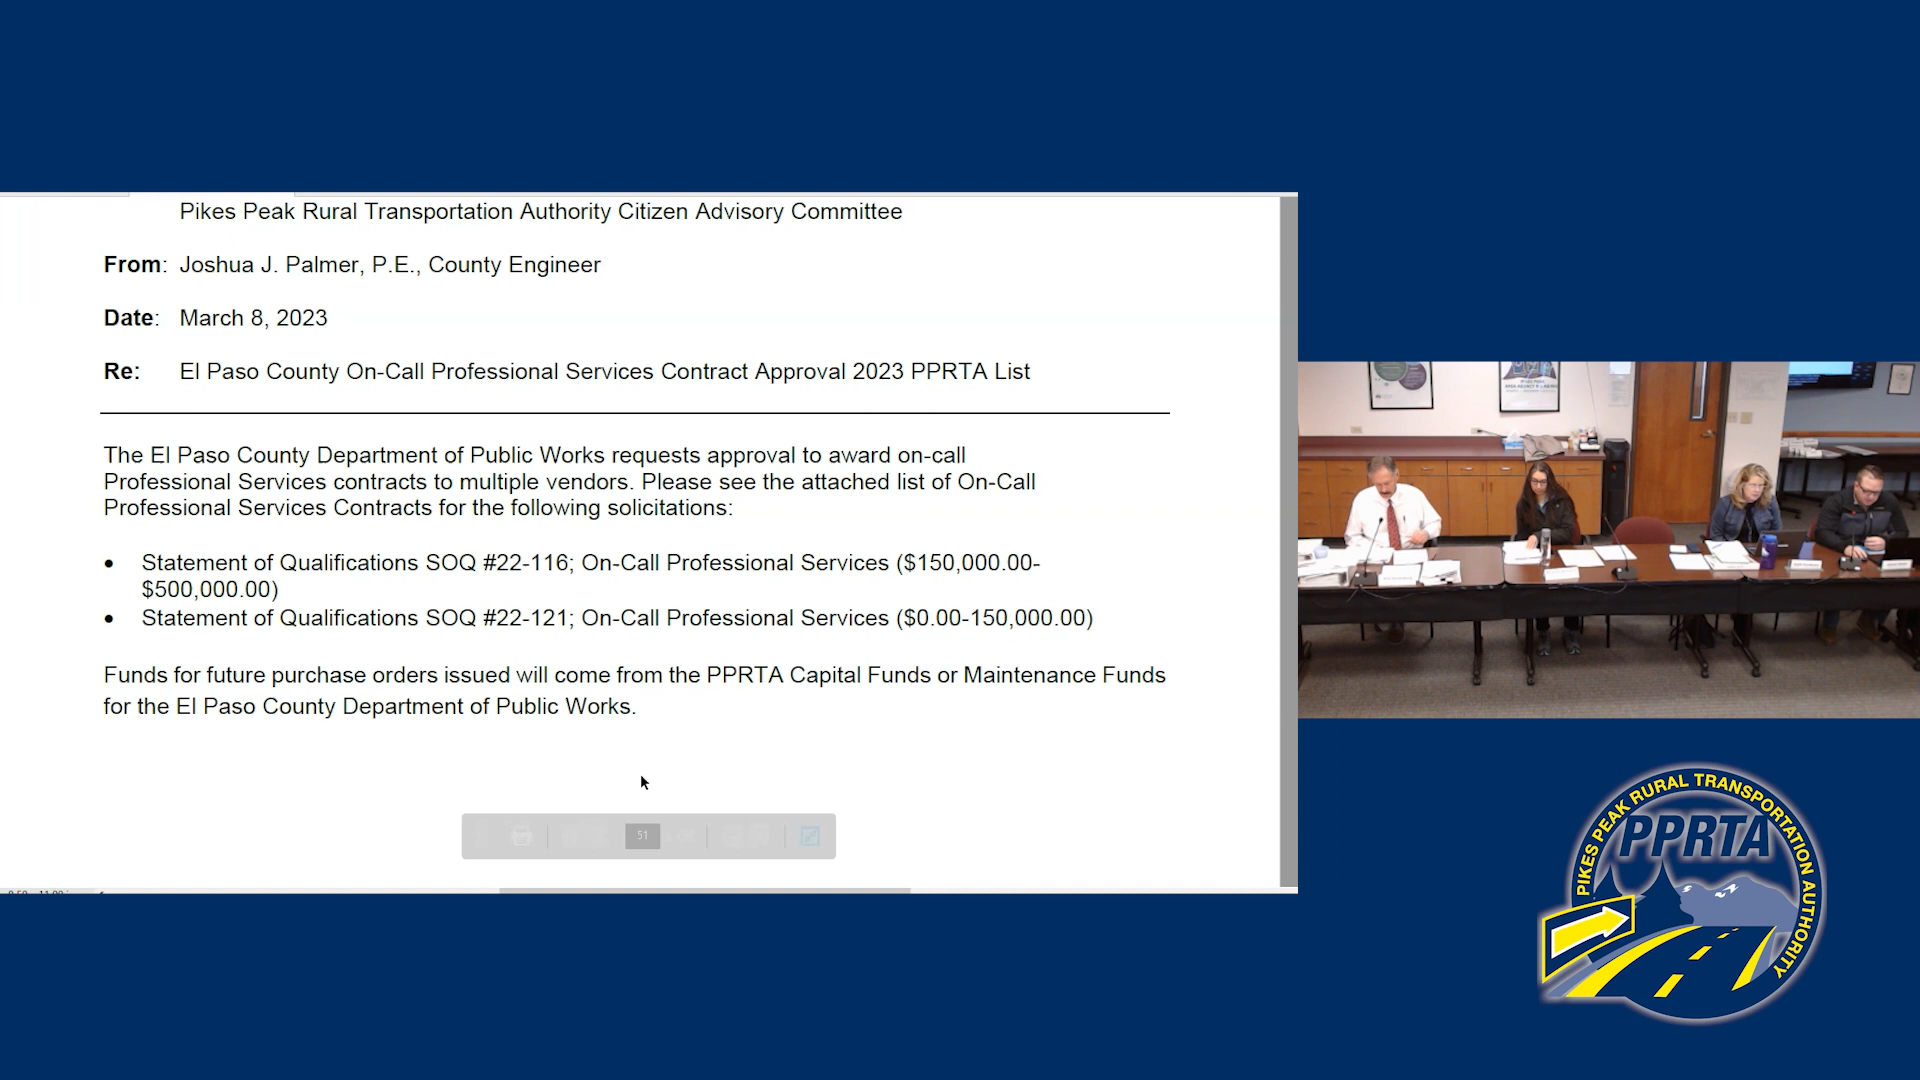 Pikes Peak Rural Transportation Authority Citizen Advisory Committee
From: Joshua J. Palmer, P.E., County Engineer
Date: March 8, 2023
Re: El Paso County On-Call Professional Services Contract Approval 2023 PPRTA List
The El Paso County Department of Public Works requests approval to award on-call
Professional Services contracts to multiple vendors. Please see the attached list of On-Call
Professional Services Contracts for the following solicitations:
• Statement of Qualifications SOQ #22-116; On-Call Professional Services ($150,000.00-
$500,000.00)
• Statement of Qualifications SOQ #22-121; On-Call Professional Services ($0.00-150,000.00)
Funds for future purchase orders issued will come from the PPRTA Capital Funds or Maintenance Funds
for the El Paso County Department of Public Works.
51
PIKES PEAK RURAL TRANSPORTATION AUTHORITY
PPRTA